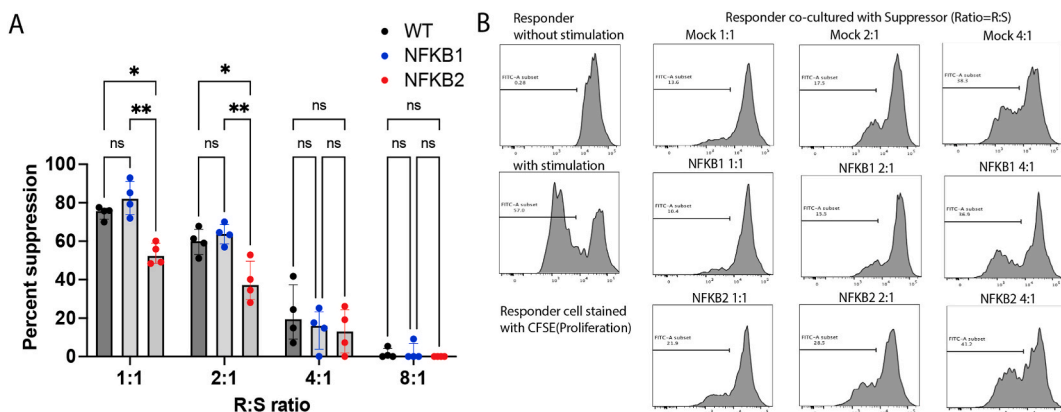 A
WT
NFKB1
NFKB2
* * ns ns
** **
ns ns ns ns ns ns
100
80
60
40
20
0
Percent suppression
1:1 2:1 4:1 8:1
R:S ratio
B
Responder
without stimulation
Responder co-cultured with Suppressor (Ratio=R:S)
Mock 1:1 Mock 2:1 Mock 4:1
FITC-A subset
0.28
FITC-A subset
13.6
FITC-A subset
17.5
FITC-A subset
38.3
with stimulation
NFKB1 1:1 NFKB1 2:1 NFKB1 4:1
FITC-A subset
57.0
FITC-A subset
10.4
FITC-A subset
FITC-A subset
36.9
Responder cell stained
with CFSE(Proliferation)
NFKB2 1:1 NFKB2 2:1 NFKB2 4:1
FITC-A subset
21.9
FITC-A subset
28.5
FITC-A subset
41.2